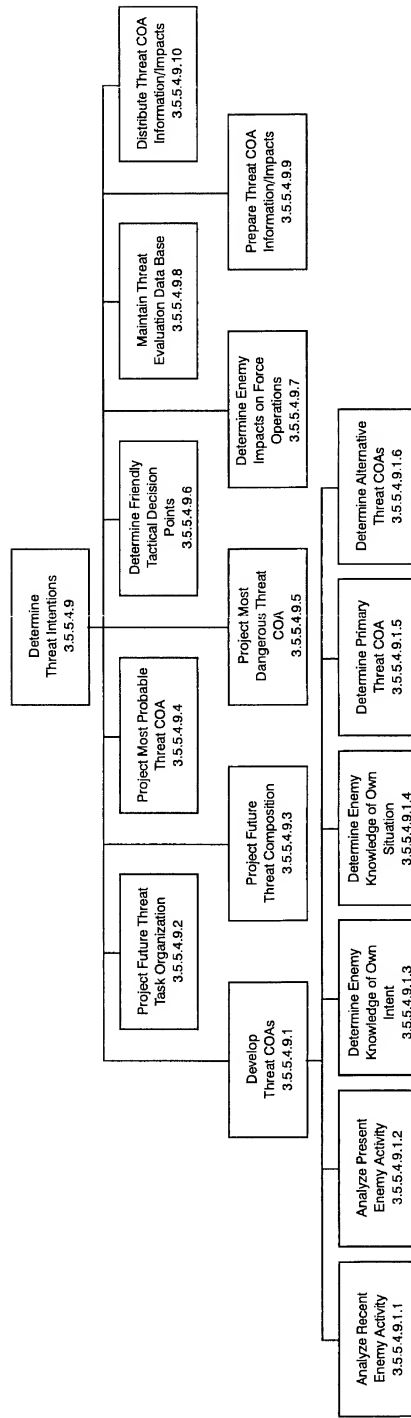 Determine
Threat Intentions
3.5.5.4.9
Project Future Threat
Task Organization
3.5.5.4.9.2
Project Most Probable
Threat COA
3.5.5.4.9.4
Determine Friendly
Tactical Decision
Points
3.5.5.4.9.6
Maintain Threat
Evaluation Data Base
3.5.5.4.9.8
Distribute Threat COA
Information/Impacts
3.5.5.4.9.10
Develop
Threat COAs
3.5.5.4.9.1
Project Future
Threat Composition
3.5.5.4.9.3
Project Most
Dangerous Threat
COA
3.5.5.4.9.5
Determine Enemy
Impacts on Force
Operations
3.5.5.4.9.7
Prepare Threat COA
Information/Impacts
3.5.5.4.9.9
Analyze Recent
Enemy Activity
3.5.5.4.9.1.1
Analyze Present
Enemy Activity
3.5.5.4.9.1.2
Determine Enemy
Knowledge of Own
Intent
3.5.5.4.9.1.3
Determine Enemy
Knowledge of Own
Situation
3.5.5.4.9.1.4
Determine Primary
Threat COA
3.5.5.4.9.1.5
Determine Alternative
Threat COAs
3.5.5.4.9.1.6